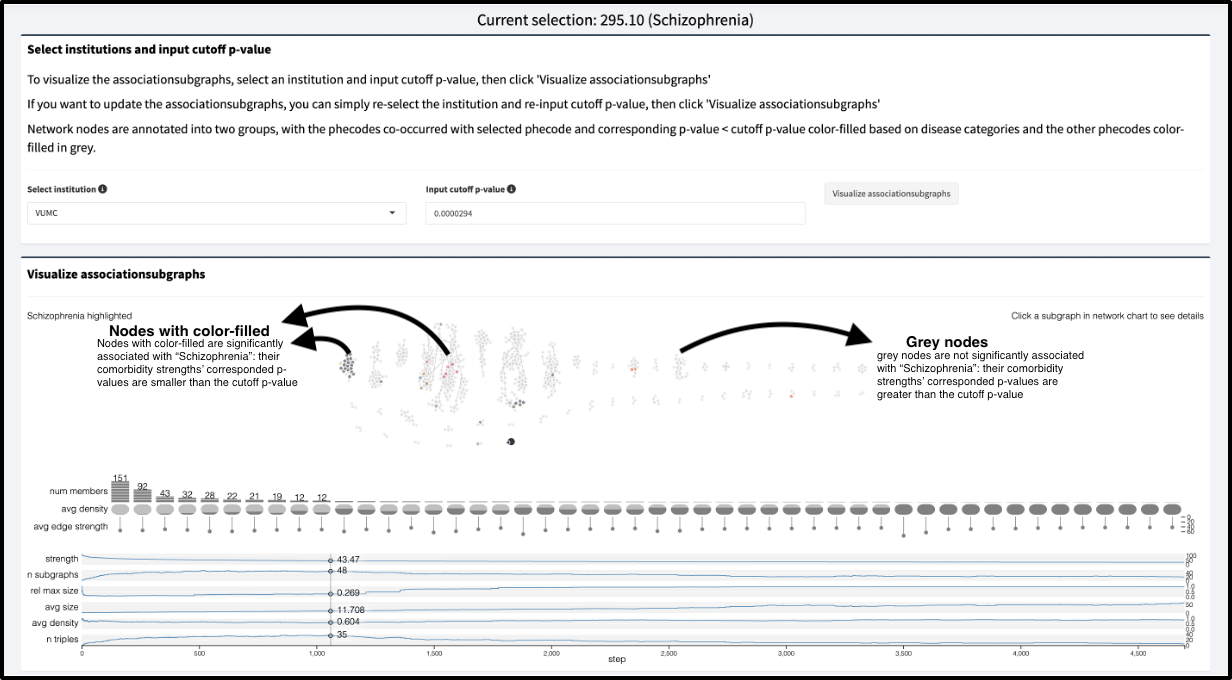 Current selection: 295.10 (Schizophrenia)
Select institutions and input cutoff p-value
To visualize the associationsubgraphs, select an institution and input cutoff p-value, then click 'Visualize associationsubgraphs'
If you want to update the associationsubgraphs, you can simply re-select the institution and re-input cutoff p-value, then click 'Visualize associationsubgraphs'
Network nodes are annotated into two groups, with the phecodes co-occurred with selected phecode and corresponding p-value < cutoff p-value color-filled based on disease categories and the other phecodes color-
filled in grey.
Select institution
Input cutoff p-value
Visualize associationsubgraphs
VUMC
0.0000294
Visualize associationsubgraphs
Schizophrenia highlighted
Click a subgraph in network chart to see details
Nodes with color-filled
Nodes with color-filled are significantly
associated with “Schizophrenia”: their
comorbidity strengths’ corresponded p-
values are smaller than the cutoff p-value
Grey nodes
grey nodes are not significantly associated
with “Schizophrenia”: their comorbidity
strengths’ corresponded p-values are
greater than the cutoff p-value
num members 151 92 43 32 28 22 21 19 12 12
avg density
avg edge strength
strength 43.47
n subgraphs 48
rel max size 0.269
avg size 11.708
avg density 0.604
n triples 35
0 500 1,000 1,500 2,000 2,500 3,000 3,500 4,000 4,500
step